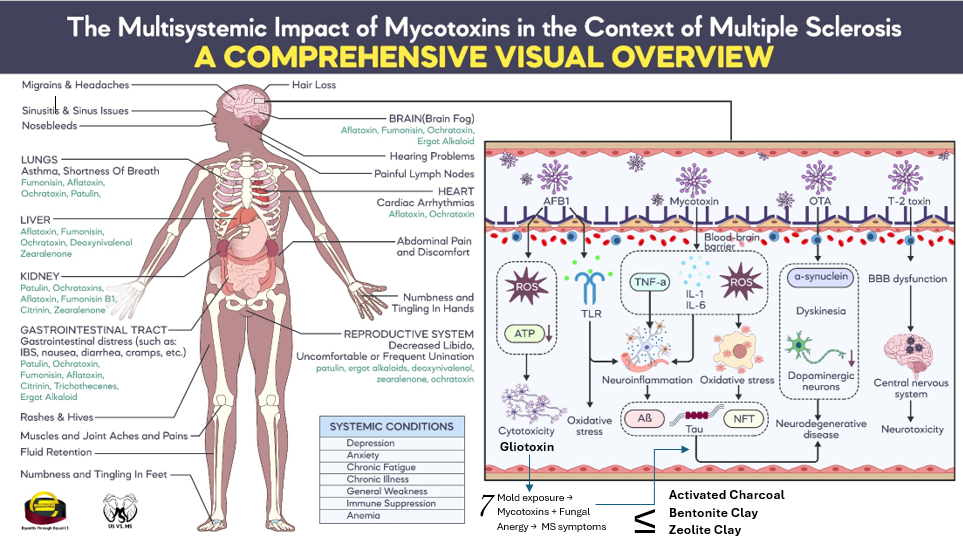 The Multisystemic Impact of Mycotoxins in the Context of Multiple Sclerosis
A COMPREHENSIVE VISUAL OVERVIEW
Migrains & Headaches
Sinusitis & Sinus Issues
Nosebleeds
LUNGS
Asthma, Shortness Of Breath
Fumonisin, Aflatoxin,
Ochratoxin, Patulin,
LIVER
Aflatoxin, Fumonisin,
Ochratoxin, Deoxynivalenol
Zearalenone
KIDNEY
Patulin, Ochratoxins,
Aflatoxin, Fumonisin B1,
Citrinin, Zearalenone
GASTROINTESTINAL TRACT
Gastrointestinal distress (such as:
IBS, nausea, diarrhea, cramps, etc.)
Patulin, Ochratoxin,
Fumonisin, Aflatoxin,
Citrinin, Trichothecenes,
Ergot Alkaloid
Rashes & Hives
Muscles and Joint Aches and Pains
Fluid Retention
Numbness and Tingling In Feet
Hair Loss
BRAIN(Brain Fog)
Aflatoxin, Fumonisin, Ochratoxin,
Ergot Alkaloid
Hearing Problems
Painful Lymph Nodes
HEART
Cardiac Arrhythmias
Aflatoxin, Ochratoxin
Abdominal Pain
and Discomfort
Numbness and
Tingling In Hands
REPRODUCTIVE SYSTEM
Decreased Libido,
Uncomfortable or Frequent Unination
patulin, ergot alkaloids, deoxynivalenol,
zearalenone, ochratoxin
SYSTEMIC CONDITIONS
Depression
Anxiety
Chronic Fatigue
Chronic Illness
General Weakness
Immune Suppression
Anemia
US VS. MS
AFB1
Mycotoxin
OTA
T-2 toxin
Blood-brain
barrier
ROS
ATP
Cytotoxicity
Gliotoxin
TLR
Oxidative
stress
TNF-a
IL-1
IL-6
ROS
Neuroinflammation
Oxidative stress
Aß
Tau
NFT
α-synuclein
Dyskinesia
Dopaminergic
neurons
Neurodegenerative
disease
BBB dysfunction
Central nervous
system
Neurotoxicity
7 Mold exposure →
Mycotoxins + Fungal
Anergy → MS symptoms
≤
Activated Charcoal
Bentonite Clay
Zeolite Clay